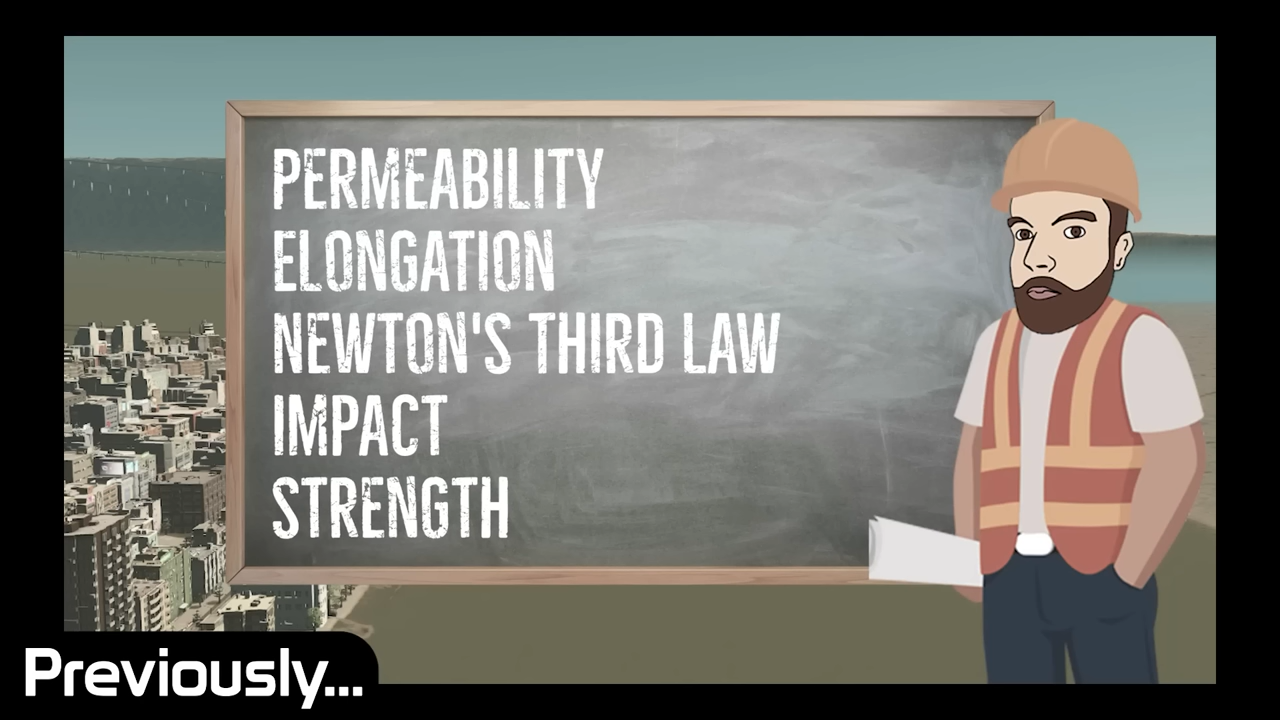 PERMEABILITY
ELONGATION
NEWTON'S THIRD LAW
IMPACT
STRENGTH
Previously...